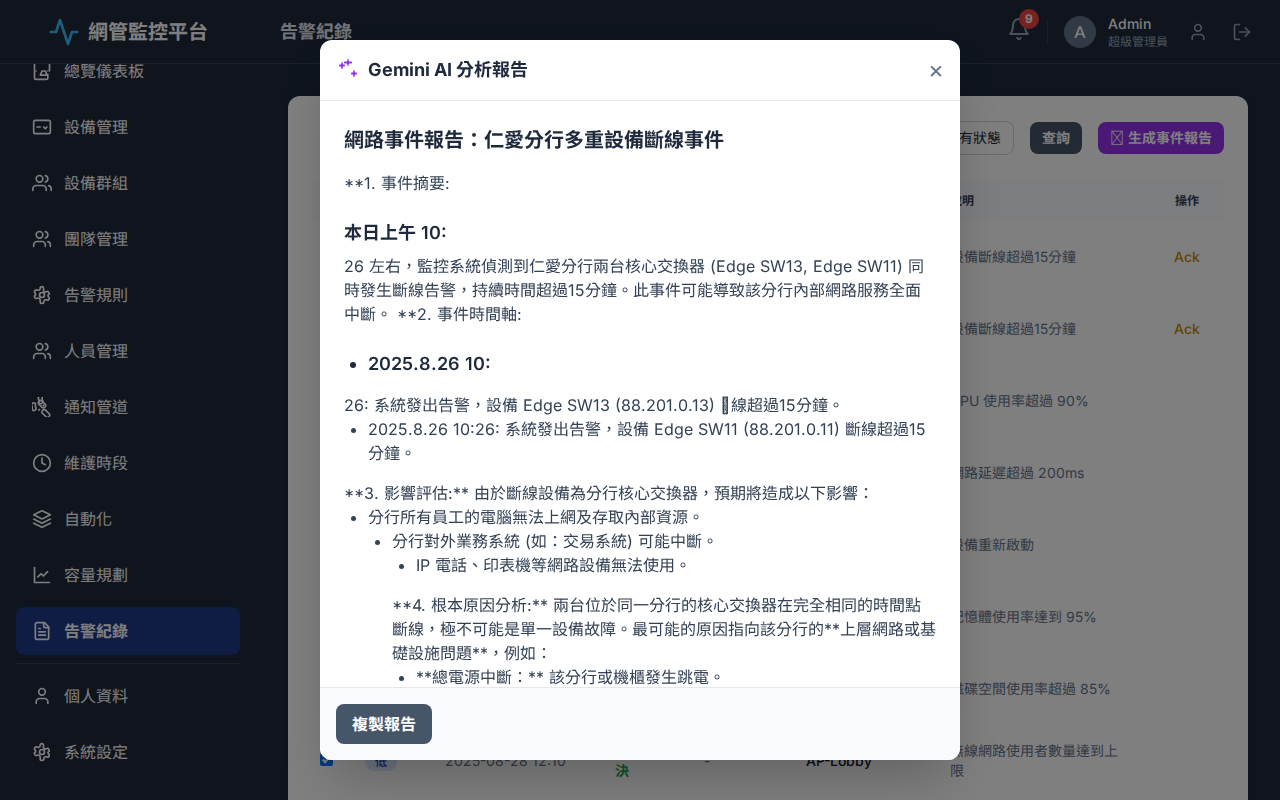 網管監控平台
告警紀錄
9
A
Admin
超級管理員
總覽儀表板
設備管理
設備群組
團隊管理
告警規則
人員管理
通知管道
維護時段
自動化
容量規劃
告警紀錄
個人資料
系統設定
有狀態
查詢
生成事件報告
明
操作
設備斷線超過15分鐘
Ack
設備斷線超過15分鐘
Ack
CPU 使用率超過 90%
網路延遲超過 200ms
設備重新啟動
記憶體使用率達到 95%
磁碟空間使用率超過 85%
低
2025-08-28 12:10
決
-
AP-Lobby
無線網路使用者數量達到上
限
Gemini AI 分析報告
×
網路事件報告：仁愛分行多重設備斷線事件
**1. 事件摘要:
本日上午 10:
26 左右，監控系統偵測到仁愛分行兩台核心交換器 (Edge SW13, Edge SW11) 同
時發生斷線告警，持續時間超過15分鐘。此事件可能導致該分行內部網路服務全面
中斷。 **2. 事件時間軸:
• 2025.8.26 10:
26: 系統發出告警，設備 Edge SW13 (88.201.0.13) 線超過15分鐘。
• 2025.8.26 10:26: 系統發出告警，設備 Edge SW11 (88.201.0.11) 斷線超過15
分鐘。
**3. 影響評估:** 由於斷線設備為分行核心交換器，預期將造成以下影響：
• 分行所有員工的電腦無法上網及存取內部資源。
• 分行對外業務系統 (如：交易系統) 可能中斷。
• IP 電話、印表機等網路設備無法使用。
**4. 根本原因分析:** 兩台位於同一分行的核心交換器在完全相同的時間點
斷線，極不可能是單一設備故障。最可能的原因指向該分行的**上層網路或基
礎設施問題**，例如：
• **總電源中斷：** 該分行或機櫃發生跳電。
複製報告